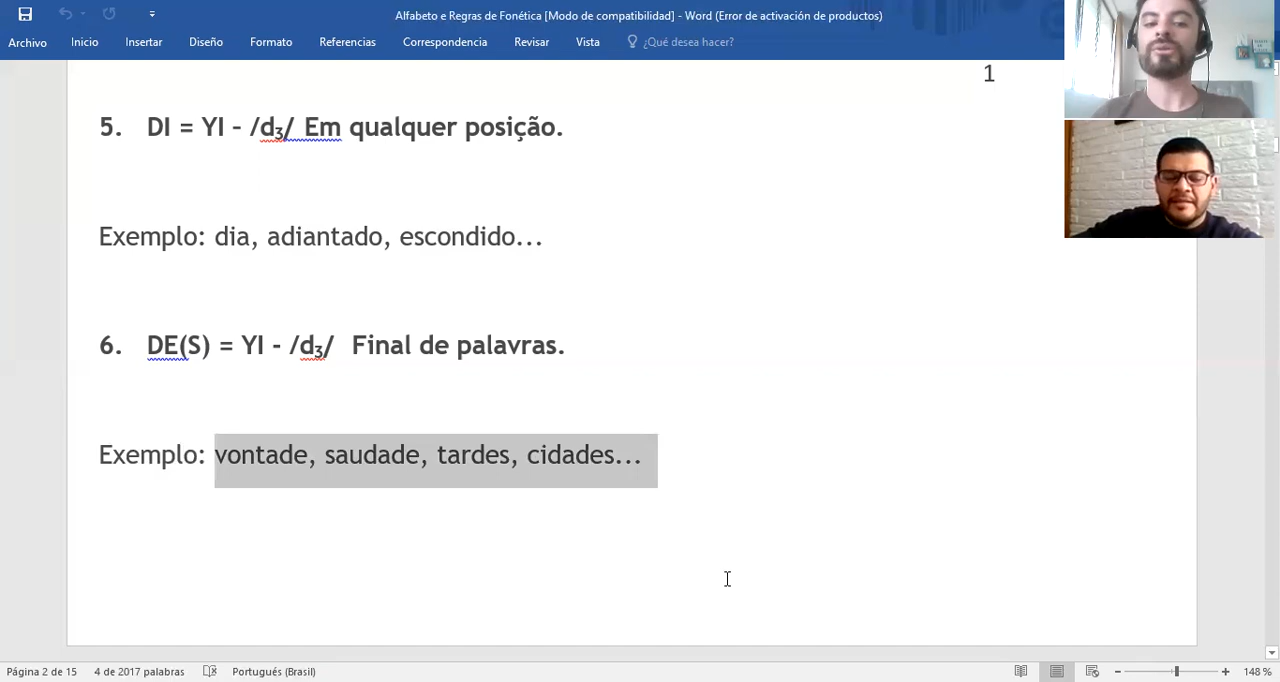 Alfabeto e Regras de Fonética [Modo de compatibilidad] - Word (Error de activación de productos)
Archivo Inicio Insertar Diseño Formato Referencias Correspondencia Revisar Vista ¿Qué desea hacer?
1
5. DI = YI – /dʒ/ Em qualquer posição.
Exemplo: dia, adiantado, escondido...
6. DE(S) = YI - /dʒ/ Final de palavras.
Exemplo: vontade, saudade, tardes, cidades...
Página 2 de 15 4 de 2017 palabras Português (Brasil) 148 %